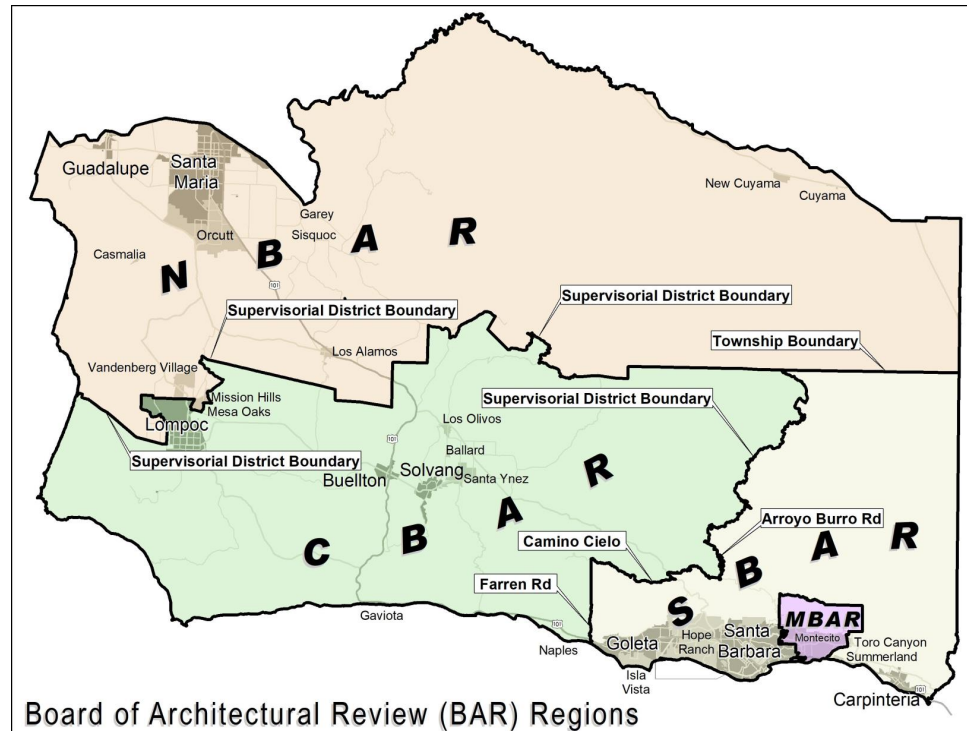 New Cuyama
Cuyama
Guadalupe
Santa
Maria
Garey
Sisquoc
Orcutt
Casmalia
N B A R
101
Supervisorial District Boundary
Supervisorial District Boundary
Township Boundary
Los Alamos
Vandenberg Village
Mission Hills
Mesa Oaks
Lompoc
Supervisorial District Boundary
Supervisorial District Boundary
Los Olivos
101
Ballard
Solvang
Santa Ynez
Buellton
C B A R
Camino Cielo
Arroyo Burro Rd
Farren Rd
S B A R
Gaviota
101
Naples
Goleta
Hope
Ranch
Santa
Barbara
MBAR
Montecito
Toro Canyon
Summerland
Isla
Vista
Carpinteria
101
Board of Architectural Review (BAR) Regions